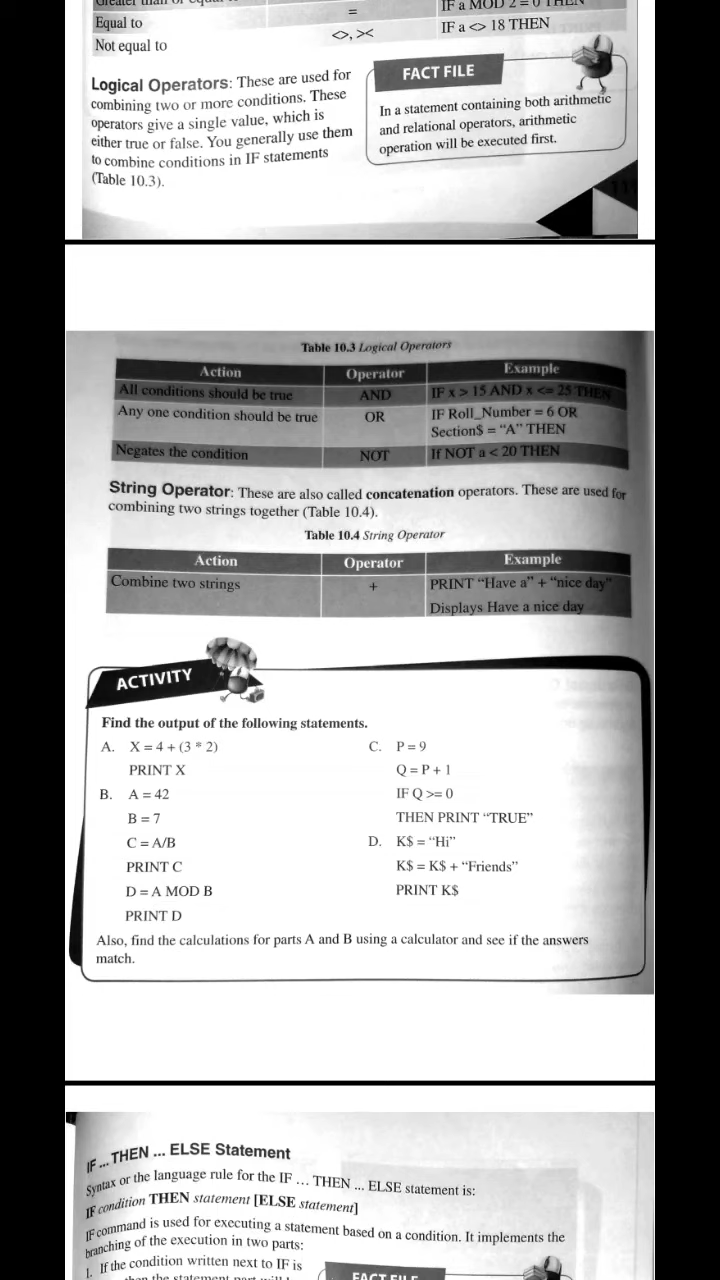 Equal to = IF a MOD 2 = 0 THEN
Not equal to <>, >< IF a <> 18 THEN
Logical Operators: These are used for
combining two or more conditions. These
operators give a single value, which is
either true or false. You generally use them
to combine conditions in IF statements
(Table 10.3).
FACT FILE
In a statement containing both arithmetic
and relational operators, arithmetic
operation will be executed first.
Table 10.3 Logical Operators
Action Operator Example
All conditions should be true AND IF x > 15 AND x <= 25 THEN
Any one condition should be true OR IF Roll_Number = 6 OR
Section$ = “A” THEN
Negates the condition NOT If NOT a < 20 THEN
String Operator: These are also called concatenation operators. These are used for
combining two strings together (Table 10.4).
Table 10.4 String Operator
Action Operator Example
Combine two strings + PRINT “Have a” + “nice day”
Displays Have a nice day
ACTIVITY
Find the output of the following statements.
A. X = 4 + (3 * 2)
PRINT X
B. A = 42
B = 7
C = A/B
PRINT C
D = A MOD B
PRINT D
C. P = 9
Q = P + 1
IF Q >= 0
THEN PRINT “TRUE”
D. K$ = “Hi”
K$ = K$ + “Friends”
PRINT K$
Also, find the calculations for parts A and B using a calculator and see if the answers
match.
IF ... THEN ... ELSE Statement
Syntax or the language rule for the IF ... THEN ... ELSE statement is:
IF condition THEN statement [ELSE statement]
IF command is used for executing a statement based on a condition. It implements the
branching of the execution in two parts:
1. If the condition written next to IF is
FACT FILE